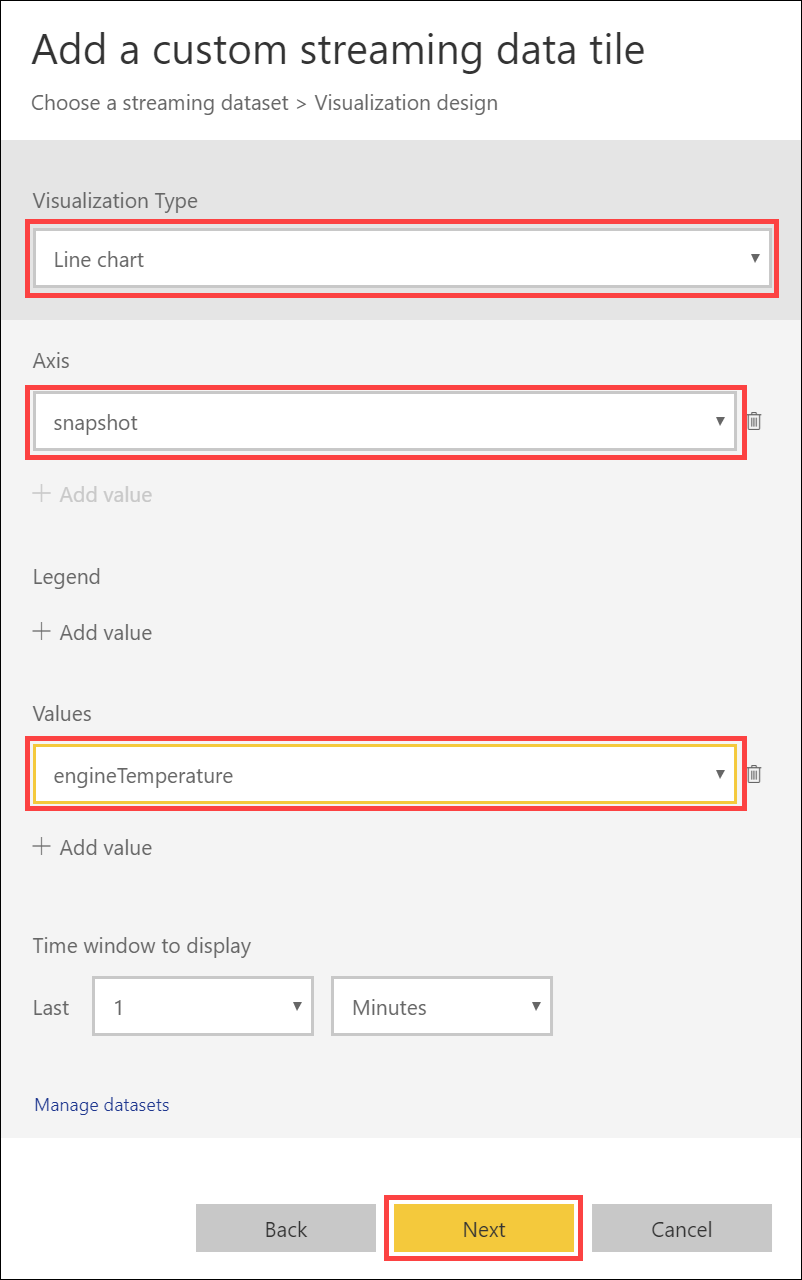 Add a custom streaming data tile
Choose a streaming dataset > Visualization design
Visualization Type
Line chart
Axis
snapshot
+ Add value
Legend
+ Add value
Values
engineTemperature
+ Add value
Time window to display
Last 1 Minutes
Manage datasets
Back Next Cancel